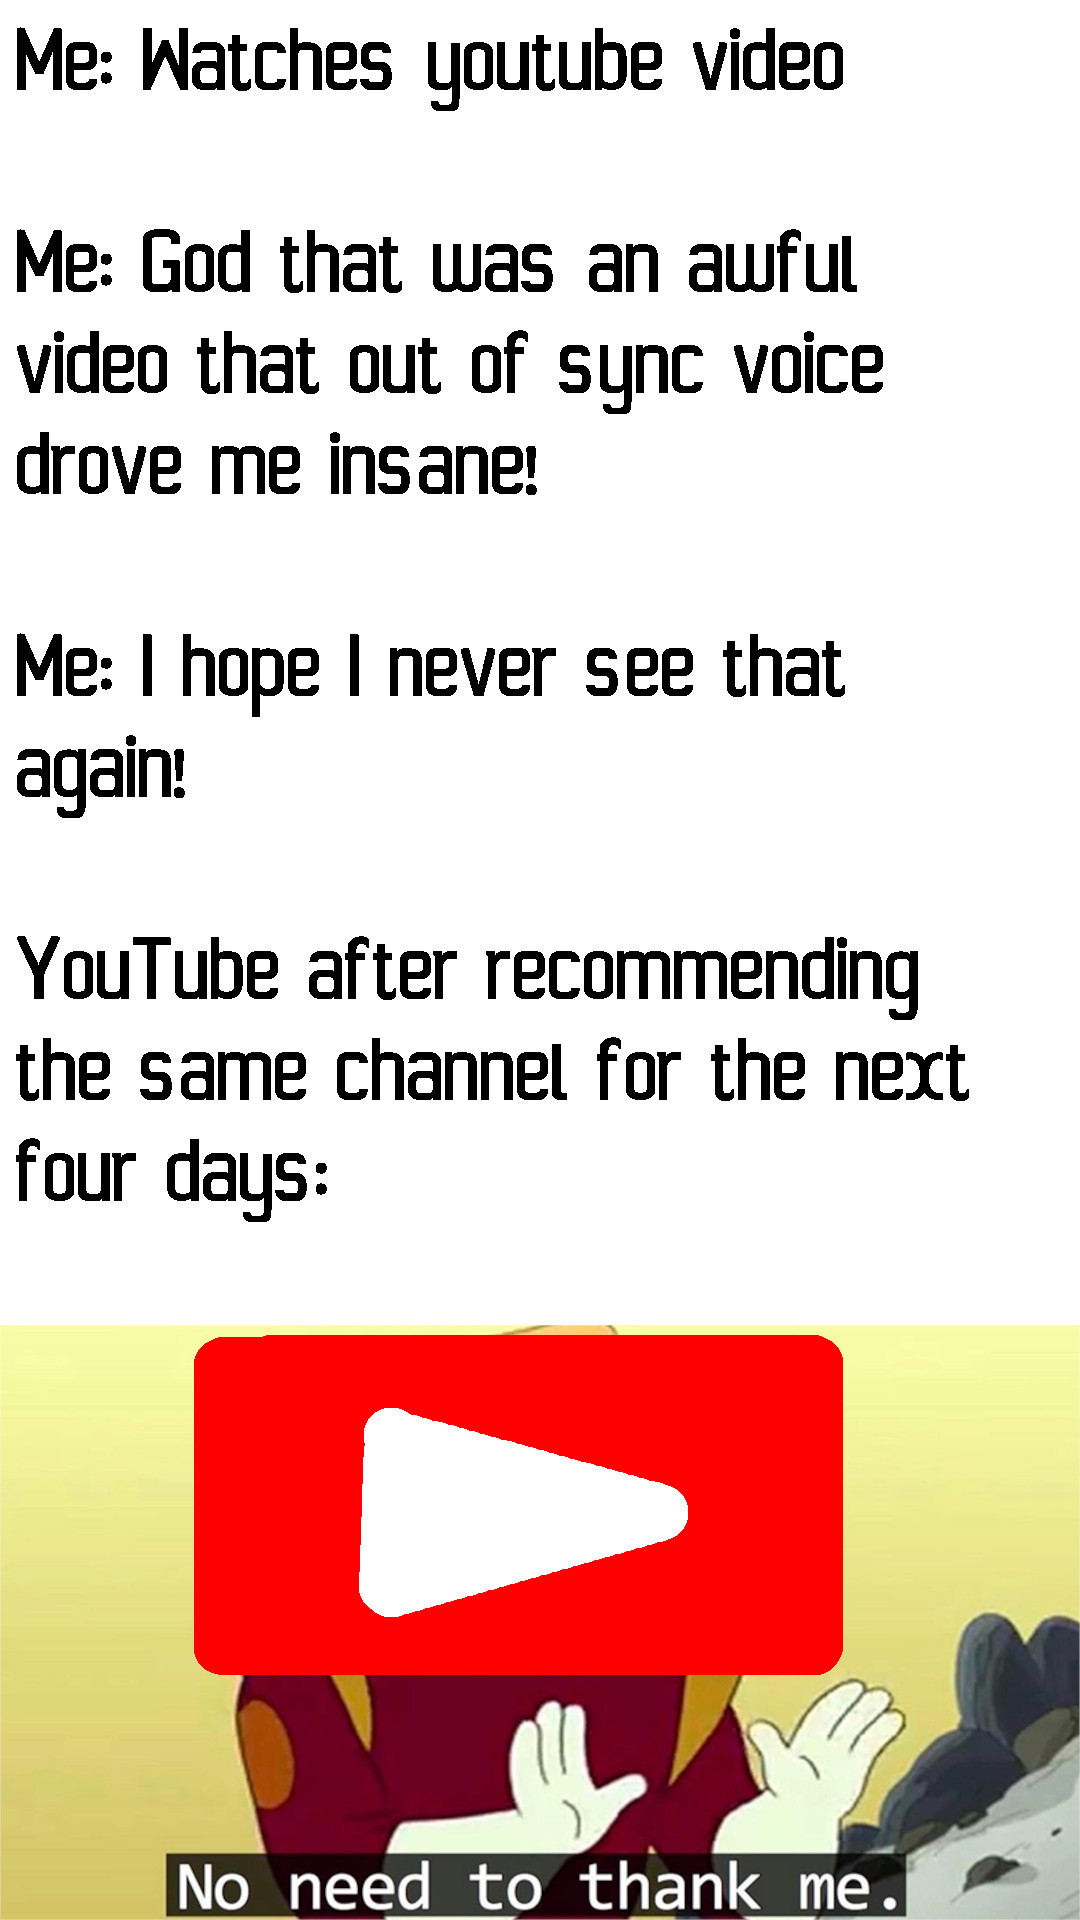 Me: Watches youtube video
Me: God that was an awful
video that out of sync voice
drove me insane!
Me: I hope I never see that
again!
YouTube after recommending
the same channel for the next
four days:
No need to thank me.